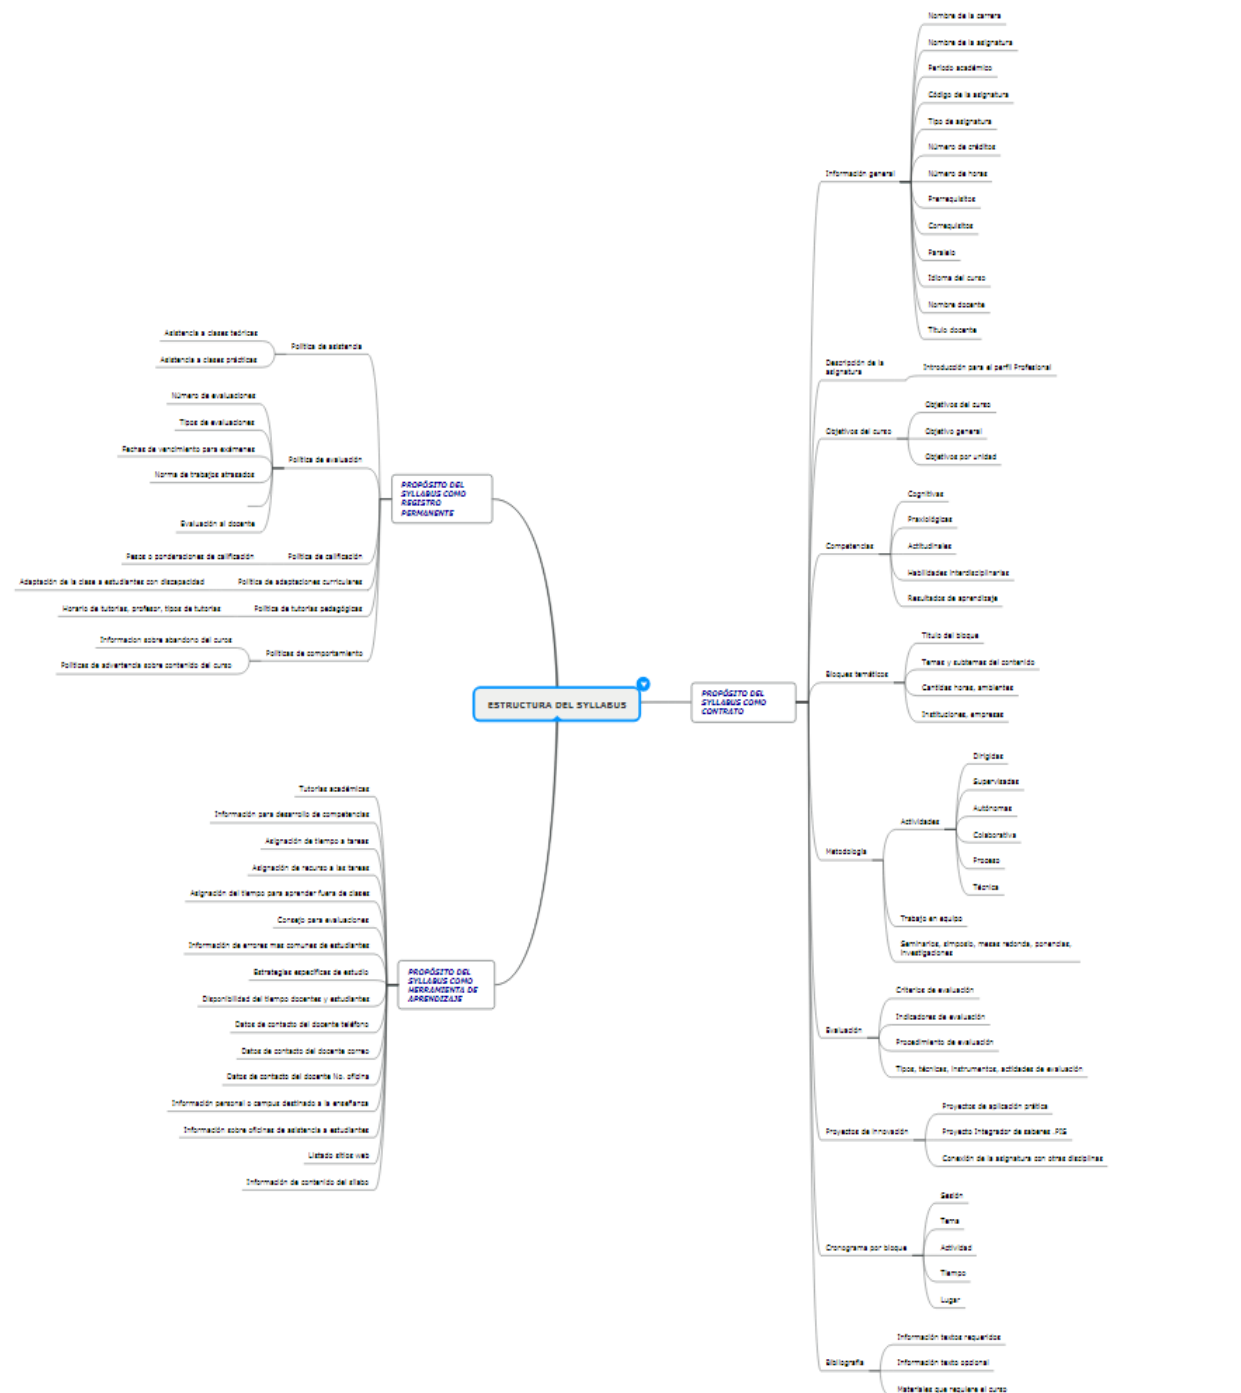 Nombre de la carrera
Nombre de la asignatura
Período académico
Código de la asignatura
Tipo de asignatura
Número de créditos
Información general
Número de horas
Prerrequisitos
Correquisitos
Paralelo
Idioma del curso
Nombre docente
Título docente
Descripción de la
asignatura
Introducción para el perfil Profesional
Objetivos del curso
Objetivos del curso
Objetivo general
Objetivos por unidad
Competencias
Cognitivas
Praxiológicas
Actitudinales
Habilidades interdisciplinarias
Resultados de aprendizaje
Bloques temáticos
Título del bloque
Temas y subtemas del contenido
Cantidas horas, ambientes
Instituciones, empresas
Metodología
Actividades
Dirigidas
Supervisadas
Autónomas
Colaborativa
Proceso
Técnica
Trabajo en equipo
Seminarios, simposio, mesas redonda, ponencias,
investigaciones
Evaluación
Criterios de evaluación
Indicadores de evaluación
Procedimiento de evaluación
Tipos, técnicas, instrumentos, actidades de evaluación
Proyectos de innovación
Proyectos de aplicación prática
Proyecto Integrador de saberes .PIS
Conexión de la asignatura con otras disciplinas
Cronograma por bloque
Sesión
Tema
Actividad
Tiempo
Lugar
Bibliografía
Información textos requeridos
Información texto opcional
Materiales que requiere el curso
PROPÓSITO DEL
SYLLABUS COMO
CONTRATO
ESTRUCTURA DEL SYLLABUS
PROPÓSITO DEL
SYLLABUS COMO
REGISTRO
PERMANENTE
Política de asistencia
Asistencia a clases teóricas
Asistencia a clases prácticas
Política de evaluación
Número de evaluaciones
Tipos de evaluaciones
Fechas de vencimiento para exámenes
Norma de trabajos atrasados
Evaluación al docente
Política de calificación
Pesos o ponderaciones de calificación
Política de adaptaciones curriculares
Adaptación de la clase a estudiantes con discapacidad
Política de tutorías pedagógicas
Horario de tutorías, profesor, tipos de tutorías
Políticas de comportamiento
Informacion sobre abandono del curos
Políticas de advertencia sobre contenido del curso
PROPÓSITO DEL
SYLLABUS COMO
HERRAMIENTA DE
APRENDIZAJE
Tutorías académicas
Información para desarrollo de competencias
Asignación de tiempo a tareas
Asignación de recurso a las tareas
Asignación del tiempo para aprender fuera de clases
Consejo para evaluaciones
Información de errores mas comunes de estudiantes
Estrategias específicas de estudio
Disponibilidad del tiempo docentes y estudiantes
Datos de contacto del docente teléfono
Datos de contacto del docente correo
Datos de contacto del docente No. oficina
Información personal o campus destinado a la enseñanza
Información sobre oficinas de asistencia a estudiantes
Listado sitios web
Información de contenido del sílabo